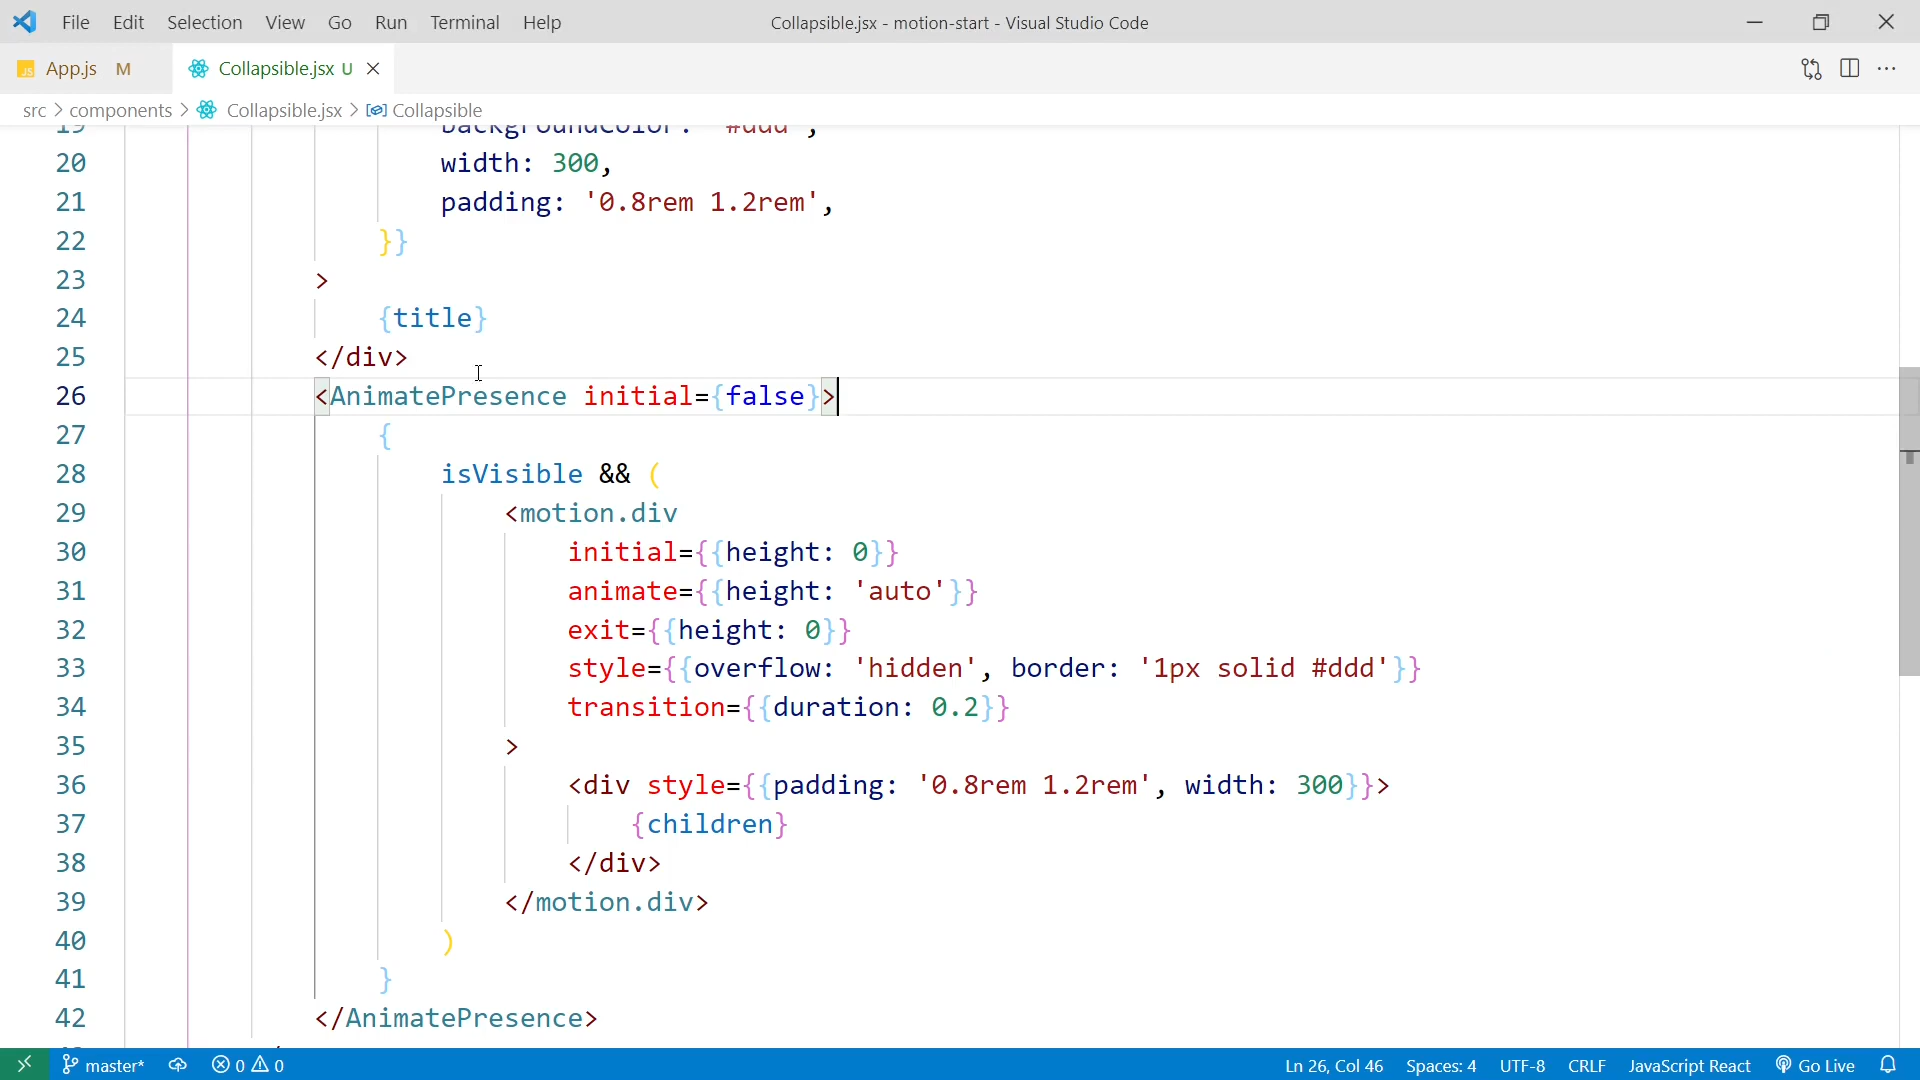 File Edit Selection View Go Run Terminal Help
Collapsible.jsx - motion-start - Visual Studio Code
JS App.js M
Collapsible.jsx U
src > components > Collapsible.jsx > Collapsible
19 backgroundColor: '#ddd',
20 width: 300,
21 padding: '0.8rem 1.2rem',
22 }}
23 >
24 {title}
25 </div>
26 <AnimatePresence initial={false}>
27 {
28 isVisible && (
29 <motion.div
30 initial={{height: 0}}
31 animate={{height: 'auto'}}
32 exit={{height: 0}}
33 style={{overflow: 'hidden', border: '1px solid #ddd'}}
34 transition={{duration: 0.2}}
35 >
36 <div style={{padding: '0.8rem 1.2rem', width: 300}}>
37 {children}
38 </div>
39 </motion.div>
40 )
41 }
42 </AnimatePresence>
master* 0 0 Ln 26, Col 46 Spaces: 4 UTF-8 CRLF JavaScript React Go Live